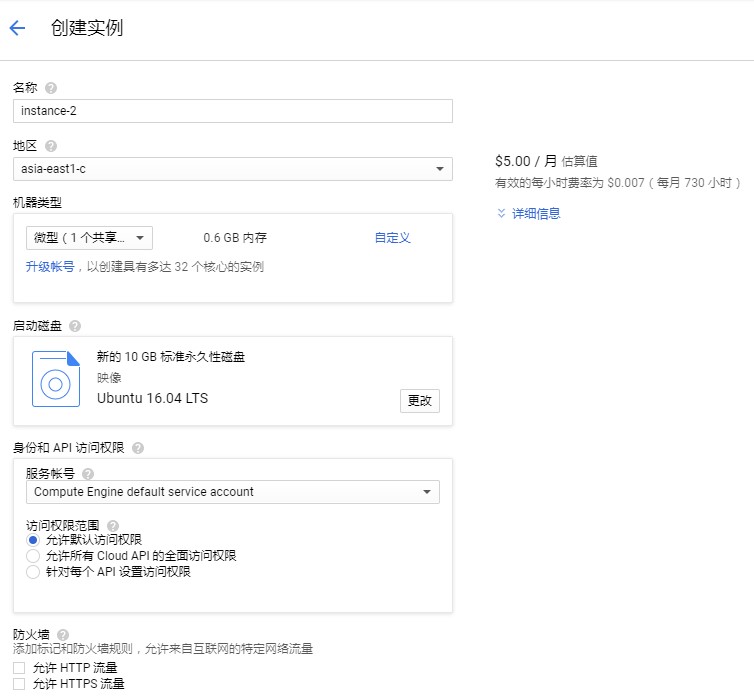 创建实例
名称
instance-2
地区
asia-east1-c
$5.00 / 月 估算值
有效的每小时费率为 $0.007（每月 730 小时）
详细信息
机器类型
微型（1 个共享... 0.6 GB 内存 自定义
升级帐号，以创建具有多达 32 个核心的实例
启动磁盘
新的 10 GB 标准永久性磁盘
映像
Ubuntu 16.04 LTS
更改
身份和 API 访问权限
服务帐号
Compute Engine default service account
访问权限范围
允许默认访问权限
允许所有 Cloud API 的全面访问权限
针对每个 API 设置访问权限
防火墙
添加标记和防火墙规则，允许来自互联网的特定网络流量
允许 HTTP 流量
允许 HTTPS 流量